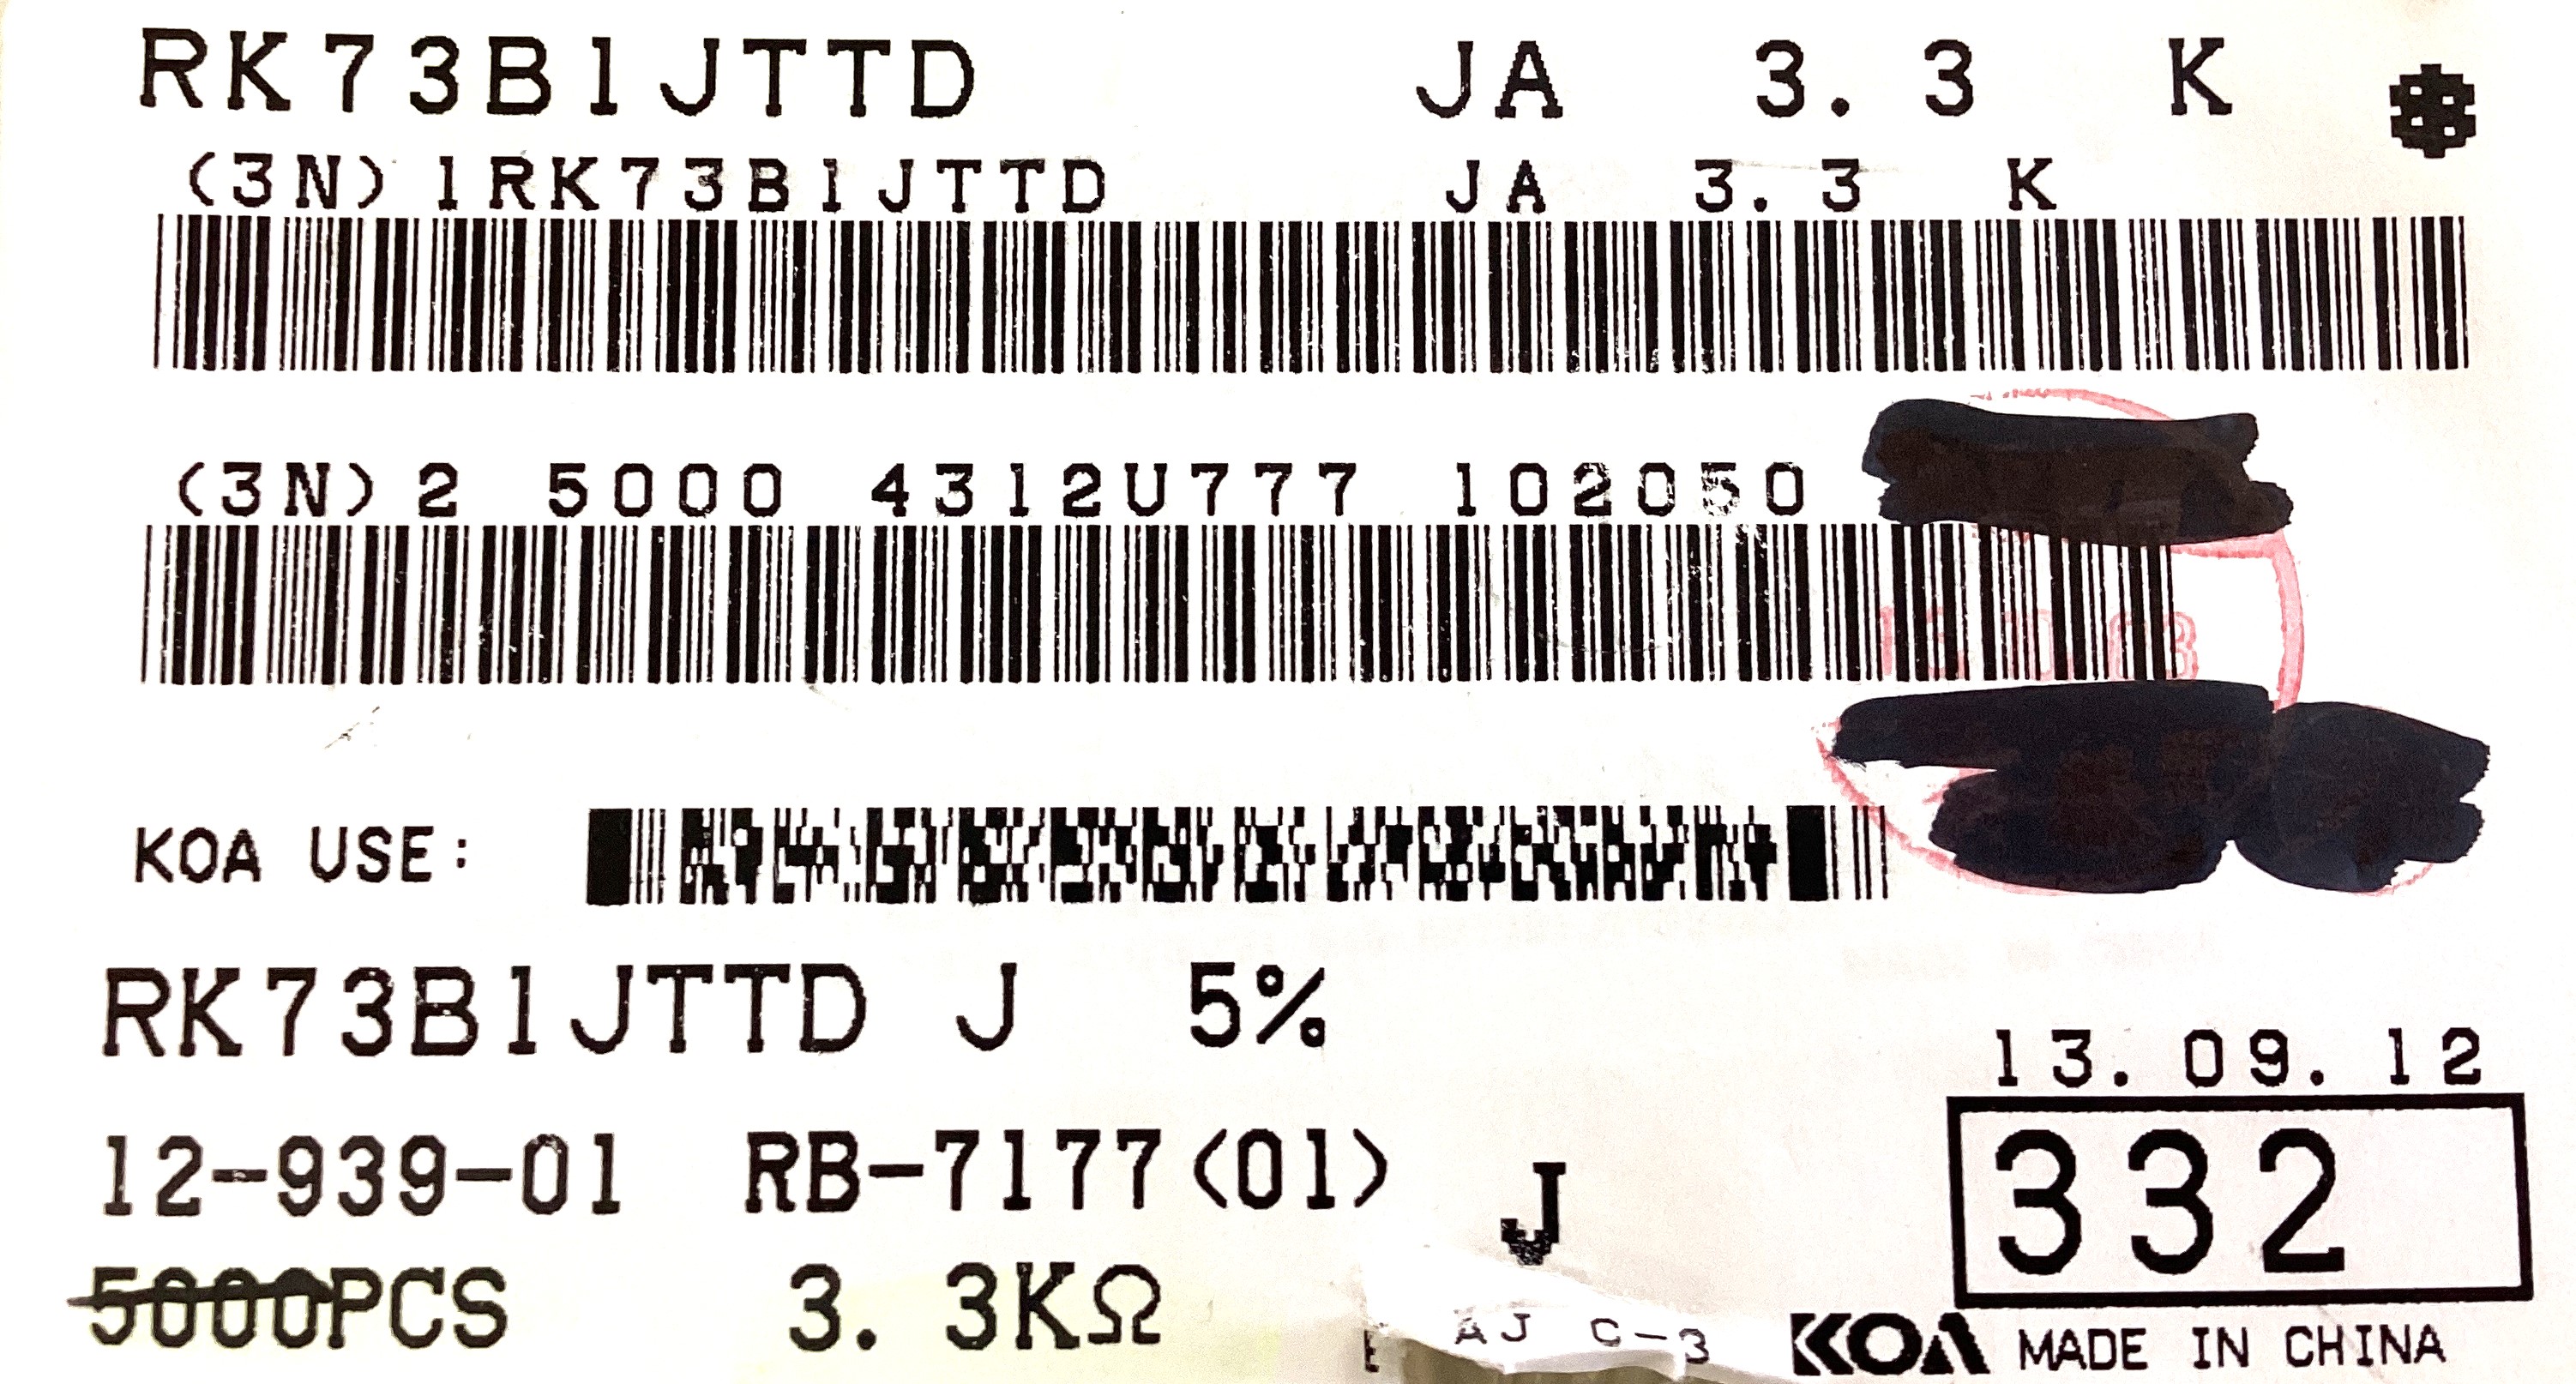 RK73B1JTTD JA 3.3 K
(3N)1RK73B1JTTD JA 3.3 K
(3N)2 5000 4312U777 102050
KOA USE:
RK73B1JTTD J 5%
13.09.12
12-939-01 RB-7177(01) J
332
5000PCS 3.3KΩ
AJ C-3
KOA MADE IN CHINA